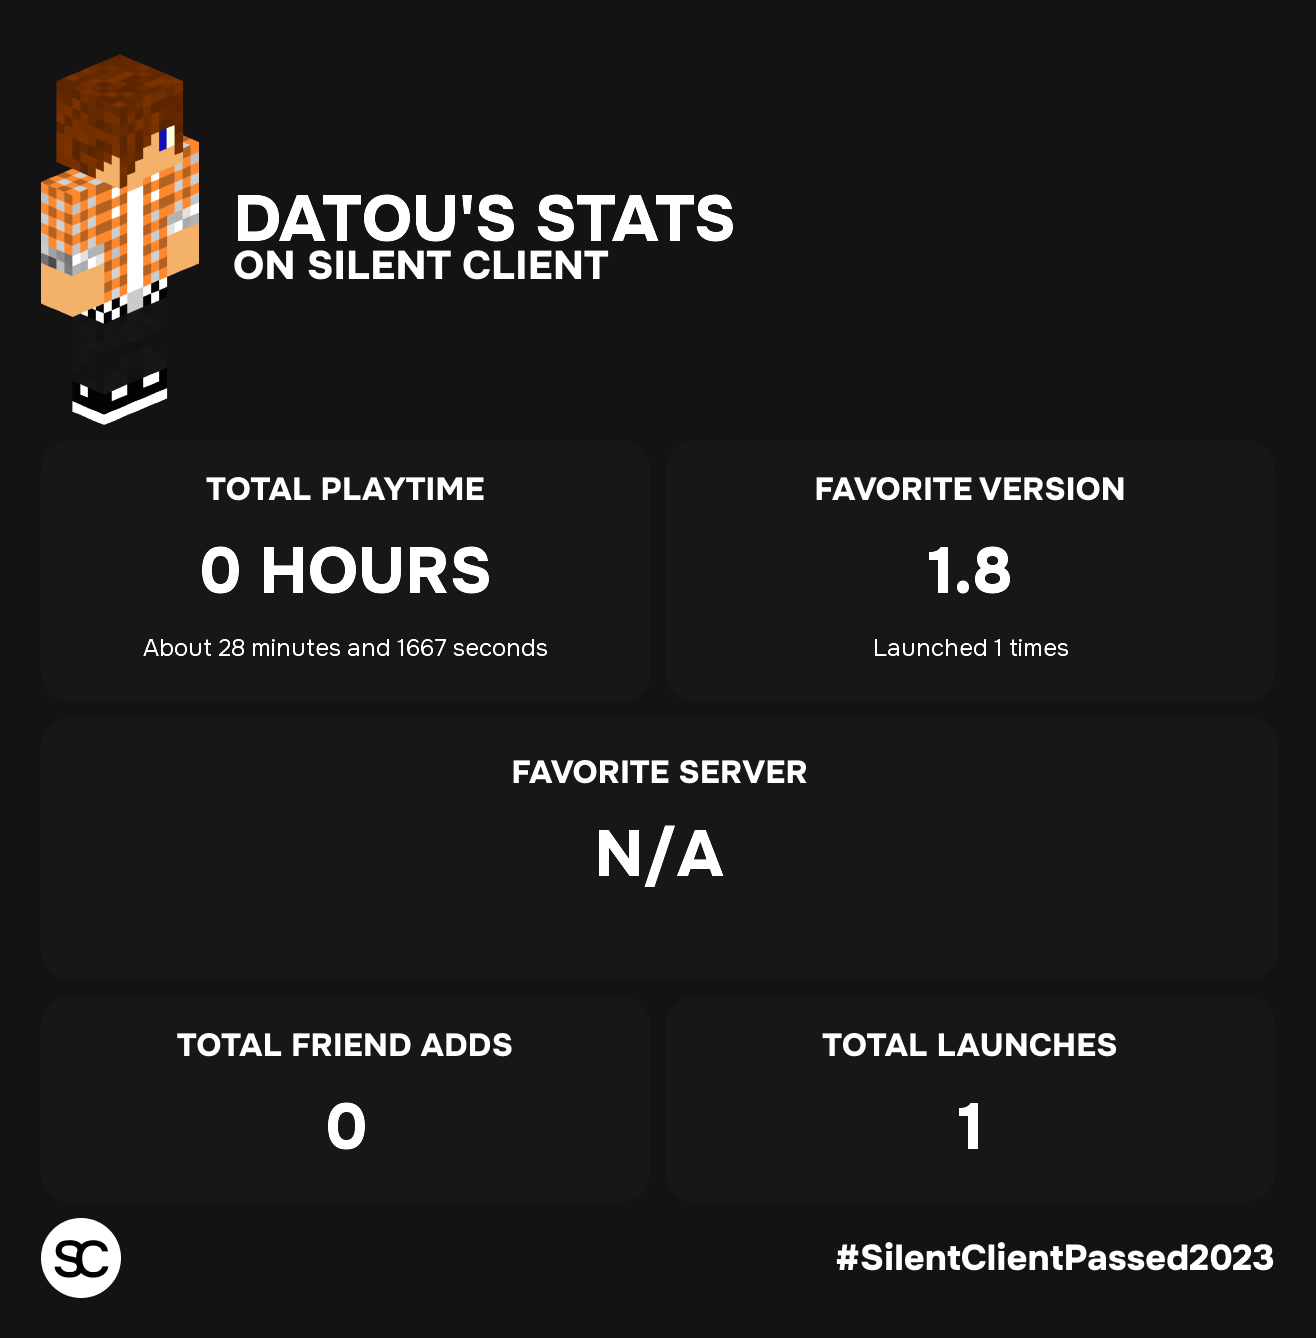 DATOU'S STATS
ON SILENT CLIENT
TOTAL PLAYTIME
0 HOURS
About 28 minutes and 1667 seconds
FAVORITE VERSION
1.8
Launched 1 times
FAVORITE SERVER
N/A
TOTAL FRIEND ADDS
0
TOTAL LAUNCHES
1
SC
#SilentClientPassed2023